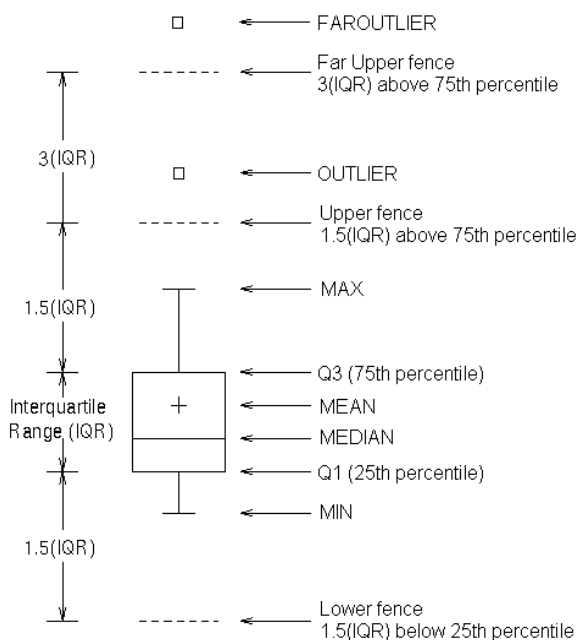 FAROUTLIER
Far Upper fence
3(IQR) above 75th percentile
3(IQR)
OUTLIER
Upper fence
1.5(IQR) above 75th percentile
MAX
1.5(IQR)
Q3 (75th percentile)
Interquartile
Range (IQR)
MEAN
MEDIAN
Q1 (25th percentile)
MIN
1.5(IQR)
Lower fence
1.5(IQR) below 25th percentile